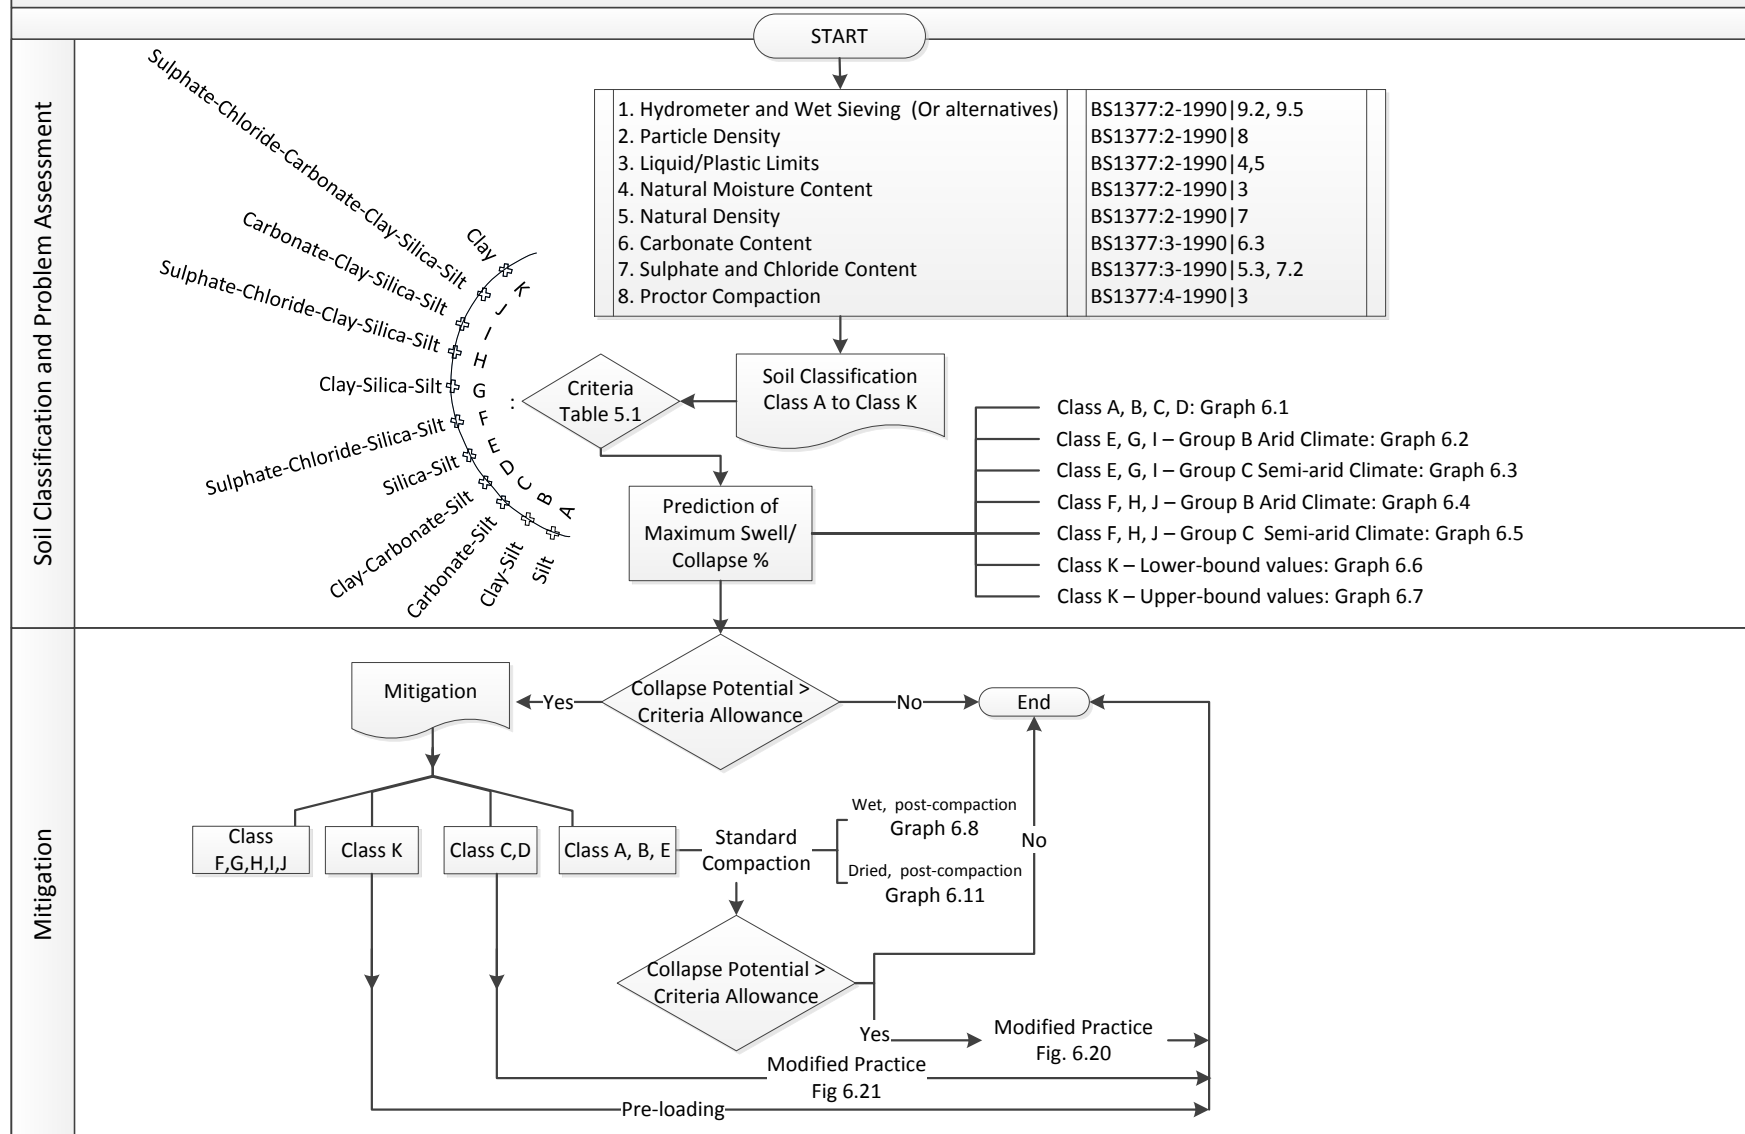 START
Soil Classification and Problem Assessment
1. Hydrometer and Wet Sieving (Or alternatives) BS1377:2-1990|9.2, 9.5
2. Particle Density BS1377:2-1990|8
3. Liquid/Plastic Limits BS1377:2-1990|4,5
4. Natural Moisture Content BS1377:2-1990|3
5. Natural Density BS1377:2-1990|7
6. Carbonate Content BS1377:3-1990|6.3
7. Sulphate and Chloride Content BS1377:3-1990|5.3, 7.2
8. Proctor Compaction BS1377:4-1990|3
Clay
K
Sulphate-Chloride-Carbonate-Clay-Silica-Silt
J
Carbonate-Clay-Silica-Silt
I
Sulphate-Chloride-Clay-Silica-Silt
H
Clay-Silica-Silt
G
Sulphate-Chloride-Silica-Silt
F
Silica-Silt
E
Clay-Carbonate-Silt
D
Carbonate-Silt
C
Clay-Silt
B
Silt
A
:
Criteria
Table 5.1
Soil Classification
Class A to Class K
Prediction of
Maximum Swell/
Collapse %
Class A, B, C, D: Graph 6.1
Class E, G, I – Group B Arid Climate: Graph 6.2
Class E, G, I – Group C Semi-arid Climate: Graph 6.3
Class F, H, J – Group B Arid Climate: Graph 6.4
Class F, H, J – Group C Semi-arid Climate: Graph 6.5
Class K – Lower-bound values: Graph 6.6
Class K – Upper-bound values: Graph 6.7
Mitigation
Mitigation
Yes
Collapse Potential >
Criteria Allowance
No
End
Class
F,G,H,I,J
Class K
Class C,D
Class A, B, E
Standard
Compaction
Wet, post-compaction
Graph 6.8
Dried, post-compaction
Graph 6.11
No
Collapse Potential >
Criteria Allowance
Yes
Modified Practice
Fig. 6.20
Modified Practice
Fig 6.21
Pre-loading